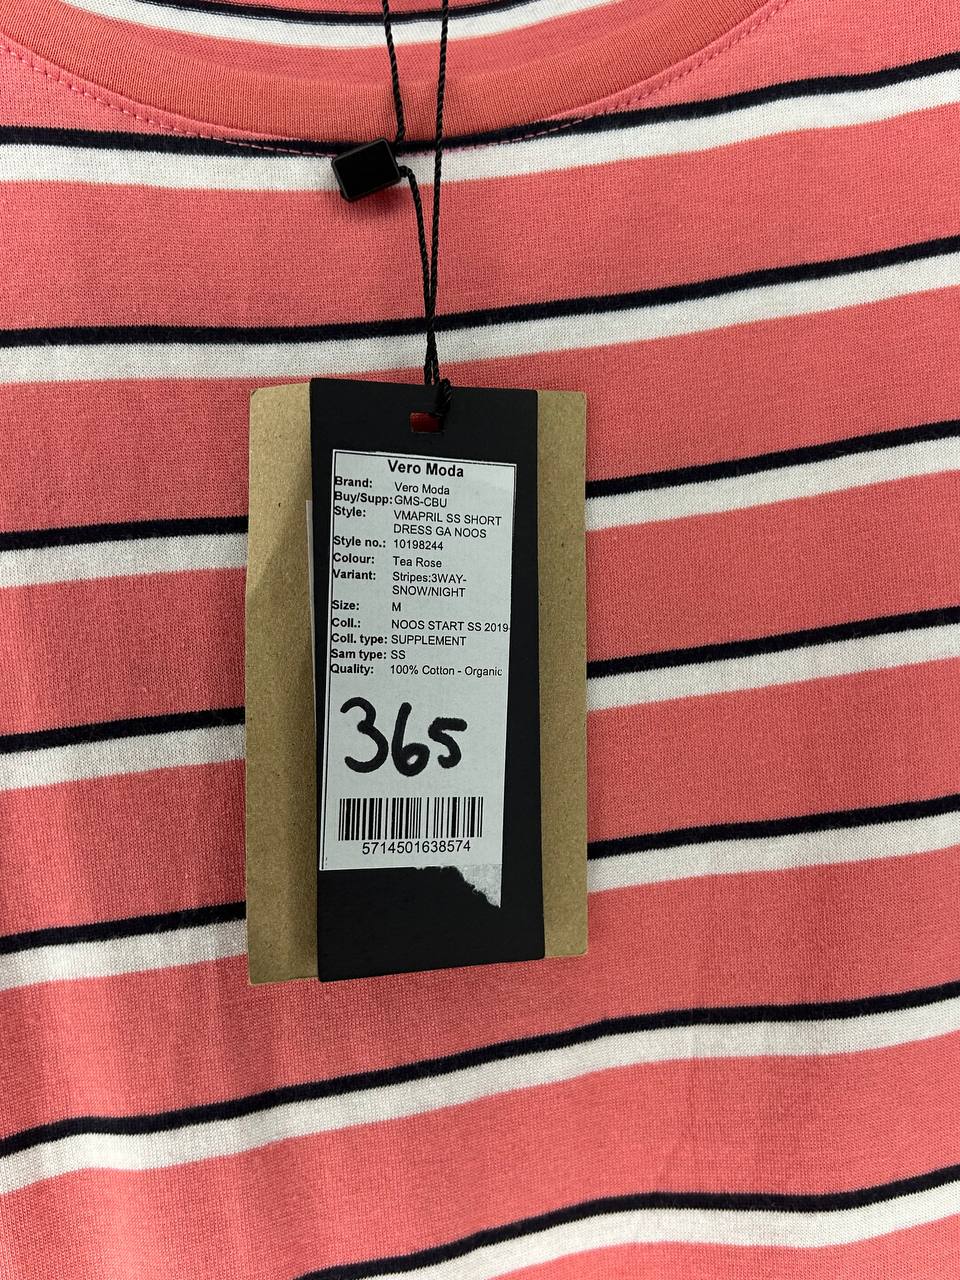 Vero Moda
Brand: Vero Moda
Buy/Supp: GMS-CBU
Style: VMAPRIL SS SHORT
DRESS GA NOOS
Style no.: 10198244
Colour: Tea Rose
Variant: Stripes:3WAY-
SNOW/NIGHT
Size: M
Coll.: NOOS START SS 2019-
Coll. type: SUPPLEMENT
Sam type: SS
Quality: 100% Cotton - Organic
365
5714501638574